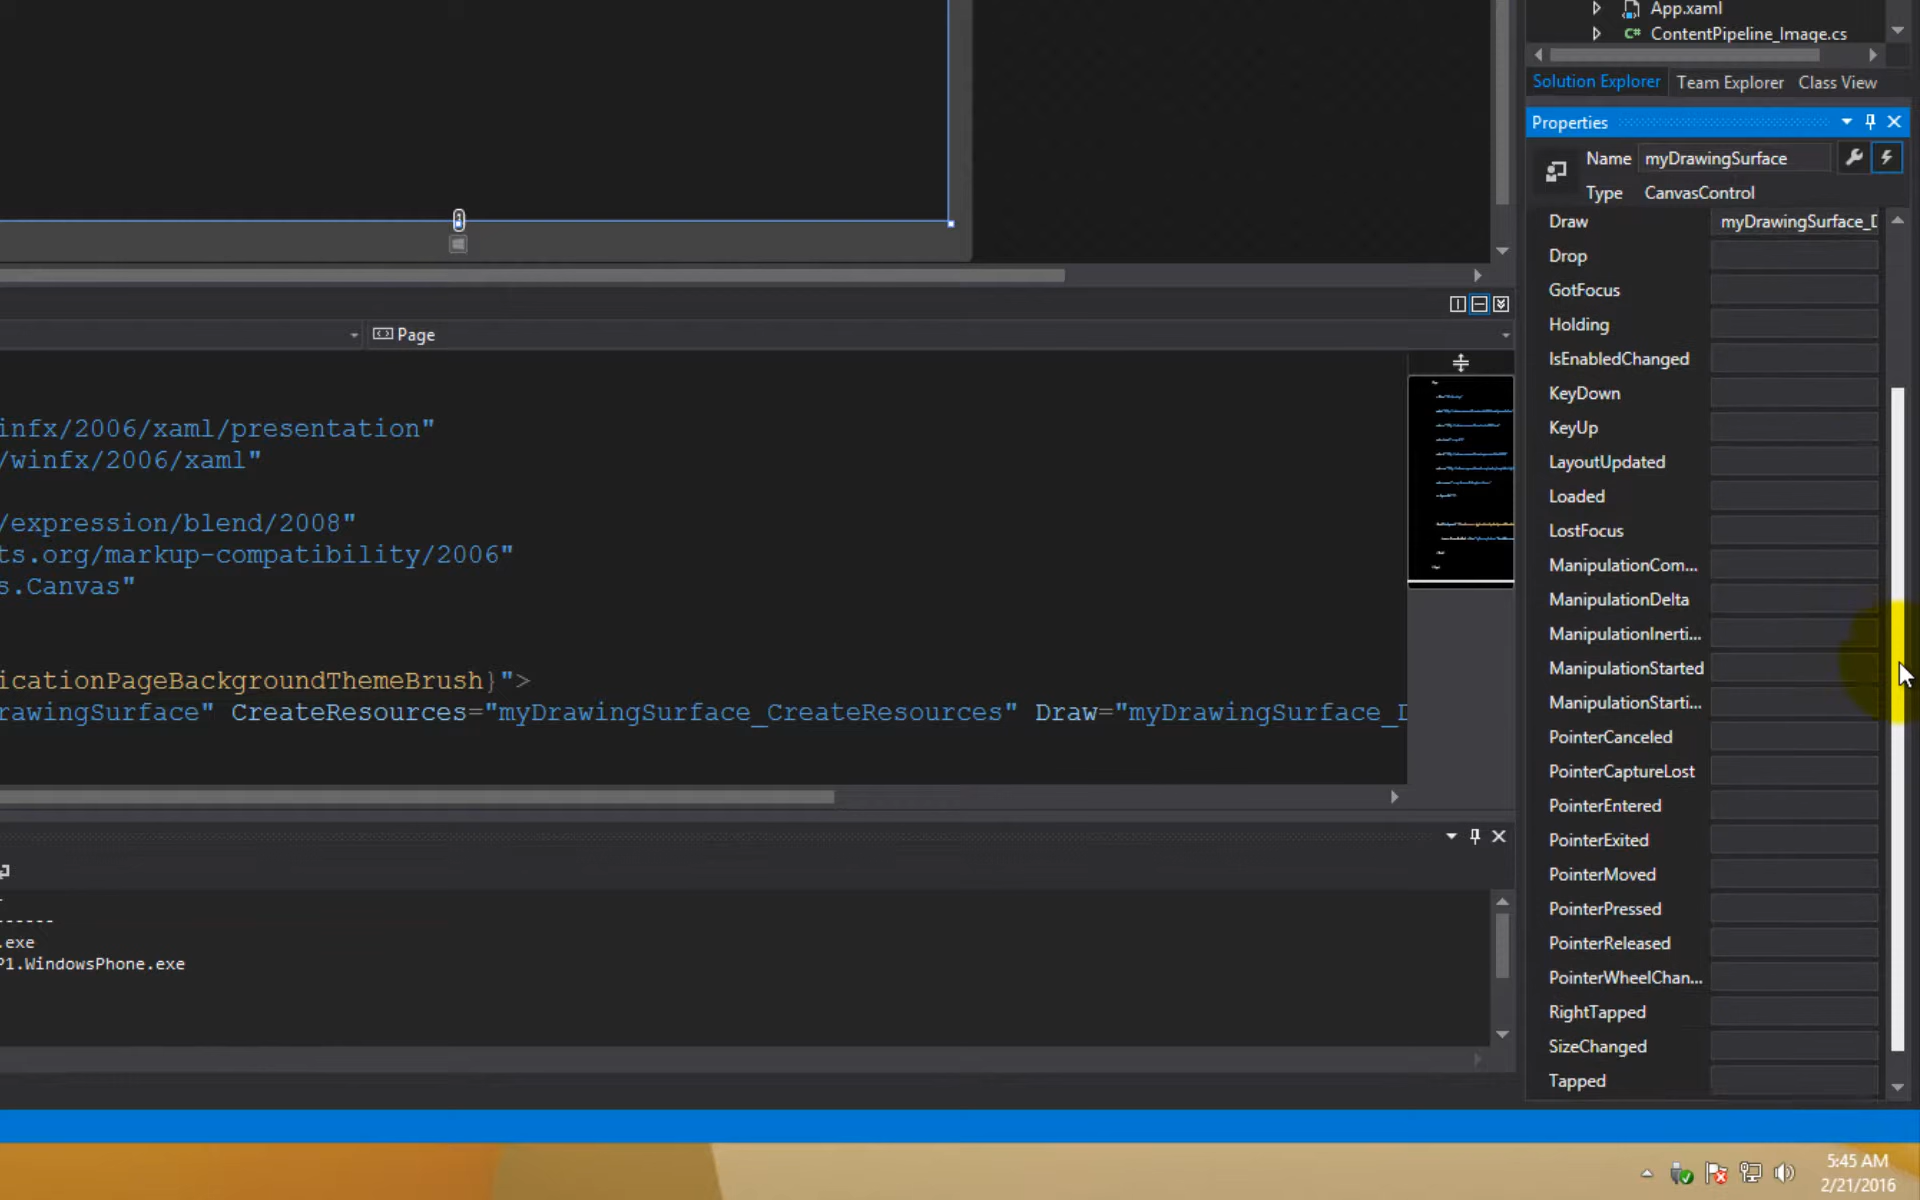 App.xaml
C# ContentPipeline_Image.cs
Solution Explorer Team Explorer Class View
Properties
Name myDrawingSurface
Type CanvasControl
Draw myDrawingSurface_D
Drop
GotFocus
Holding
IsEnabledChanged
KeyDown
KeyUp
LayoutUpdated
Loaded
LostFocus
ManipulationCom...
ManipulationDelta
ManipulationInerti...
ManipulationStarted
ManipulationStarti...
PointerCanceled
PointerCaptureLost
PointerEntered
PointerExited
PointerMoved
PointerPressed
PointerReleased
PointerWheelChan...
RightTapped
SizeChanged
Tapped
Page
infx/2006/xaml/presentation"
/winfx/2006/xaml"
/expression/blend/2008"
ts.org/markup-compatibility/2006"
s.Canvas"
icationPageBackgroundThemeBrush}">
rawingSurface" CreateResources="myDrawingSurface_CreateResources" Draw="myDrawingSurface_D
------
.exe
P1.WindowsPhone.exe
5:45 AM
2/21/2016